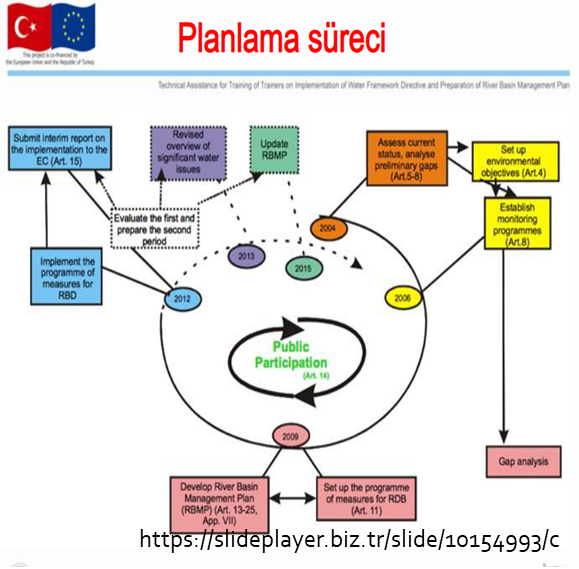 Planlama süreci
This project is co-financed by
the European Union and the Republic of Turkey
Technical Assistance for Training of Trainers on Implementation of Water Framework Directive and Preparation of River Basin Management Plan
Submit interim report on
the implementation to the
EC (Art. 15)
Revised
overview of
significant water
issues
Update
RBMP
Assess current
status, analyse
preliminary gaps
(Art.5-8)
Set up
environmental
objectives (Art.4)
Evaluate the first and
prepare the second
period
Establish
monitoring
programmes
(Art.8)
2004
Implement the
programme of
measures for
RBD
2013
2015
2012
2006
Public
Participation
(Art. 14)
2009
Gap analysis
Develop River Basin
Management Plan
(RBMP) (Art. 13-25,
App. VII)
Set up the programme
of measures for RDB
(Art. 11)
https://slideplayer.biz.tr/slide/10154993/c